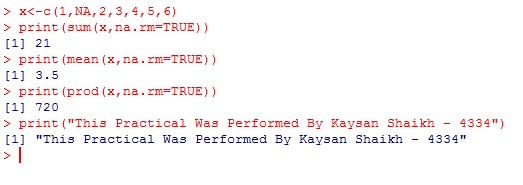 > x<-c(1,NA,2,3,4,5,6)
> print(sum(x,na.rm=TRUE))
[1] 21
> print(mean(x,na.rm=TRUE))
[1] 3.5
> print(prod(x,na.rm=TRUE))
[1] 720
> print("This Practical Was Performed By Kaysan Shaikh - 4334")
[1] "This Practical Was Performed By Kaysan Shaikh - 4334"
>